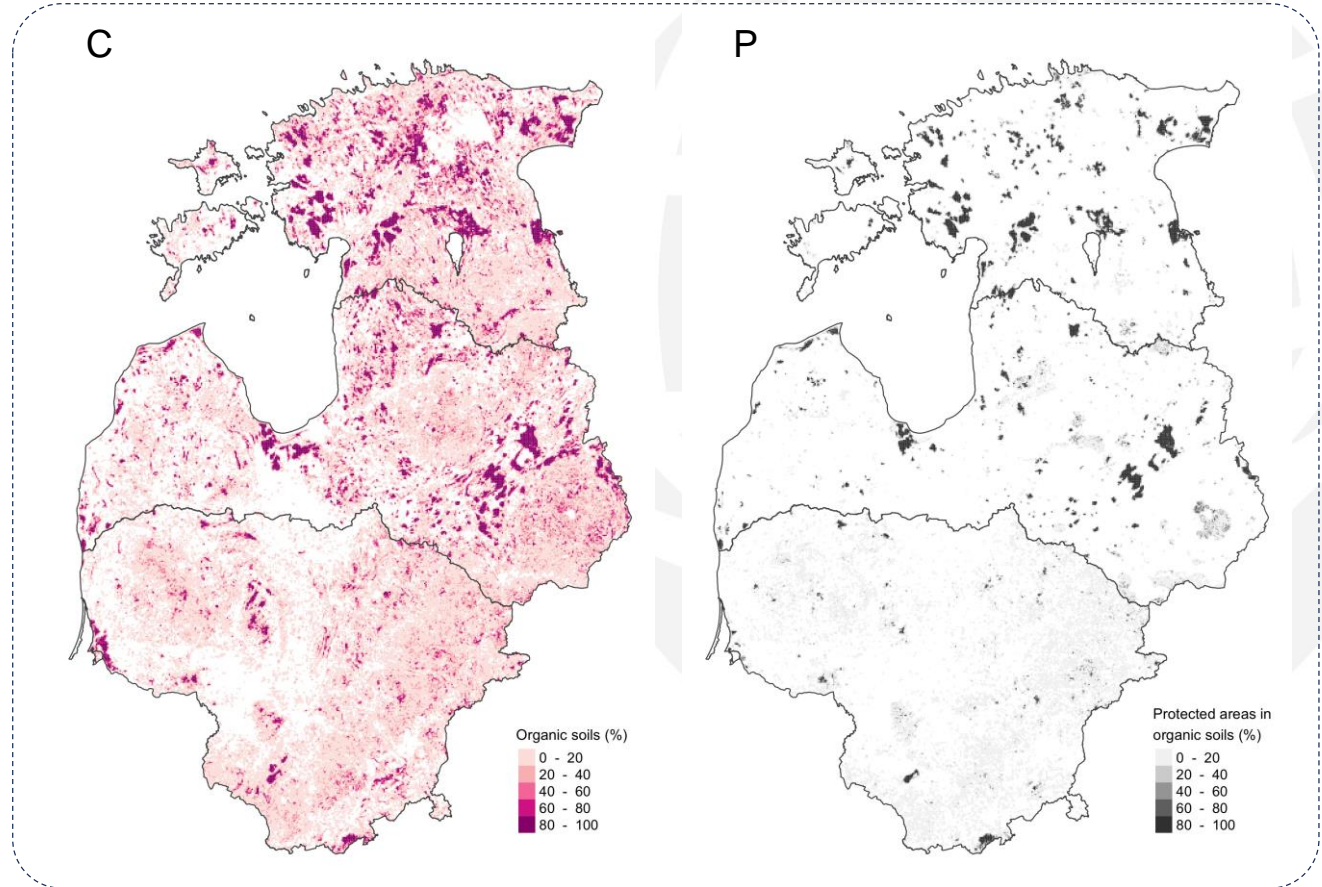 C
P
Organic soils (%)
0 - 20
20 - 40
40 - 60
60 - 80
80 - 100
Protected areas in
organic soils (%)
0 - 20
20 - 40
40 - 60
60 - 80
80 - 100